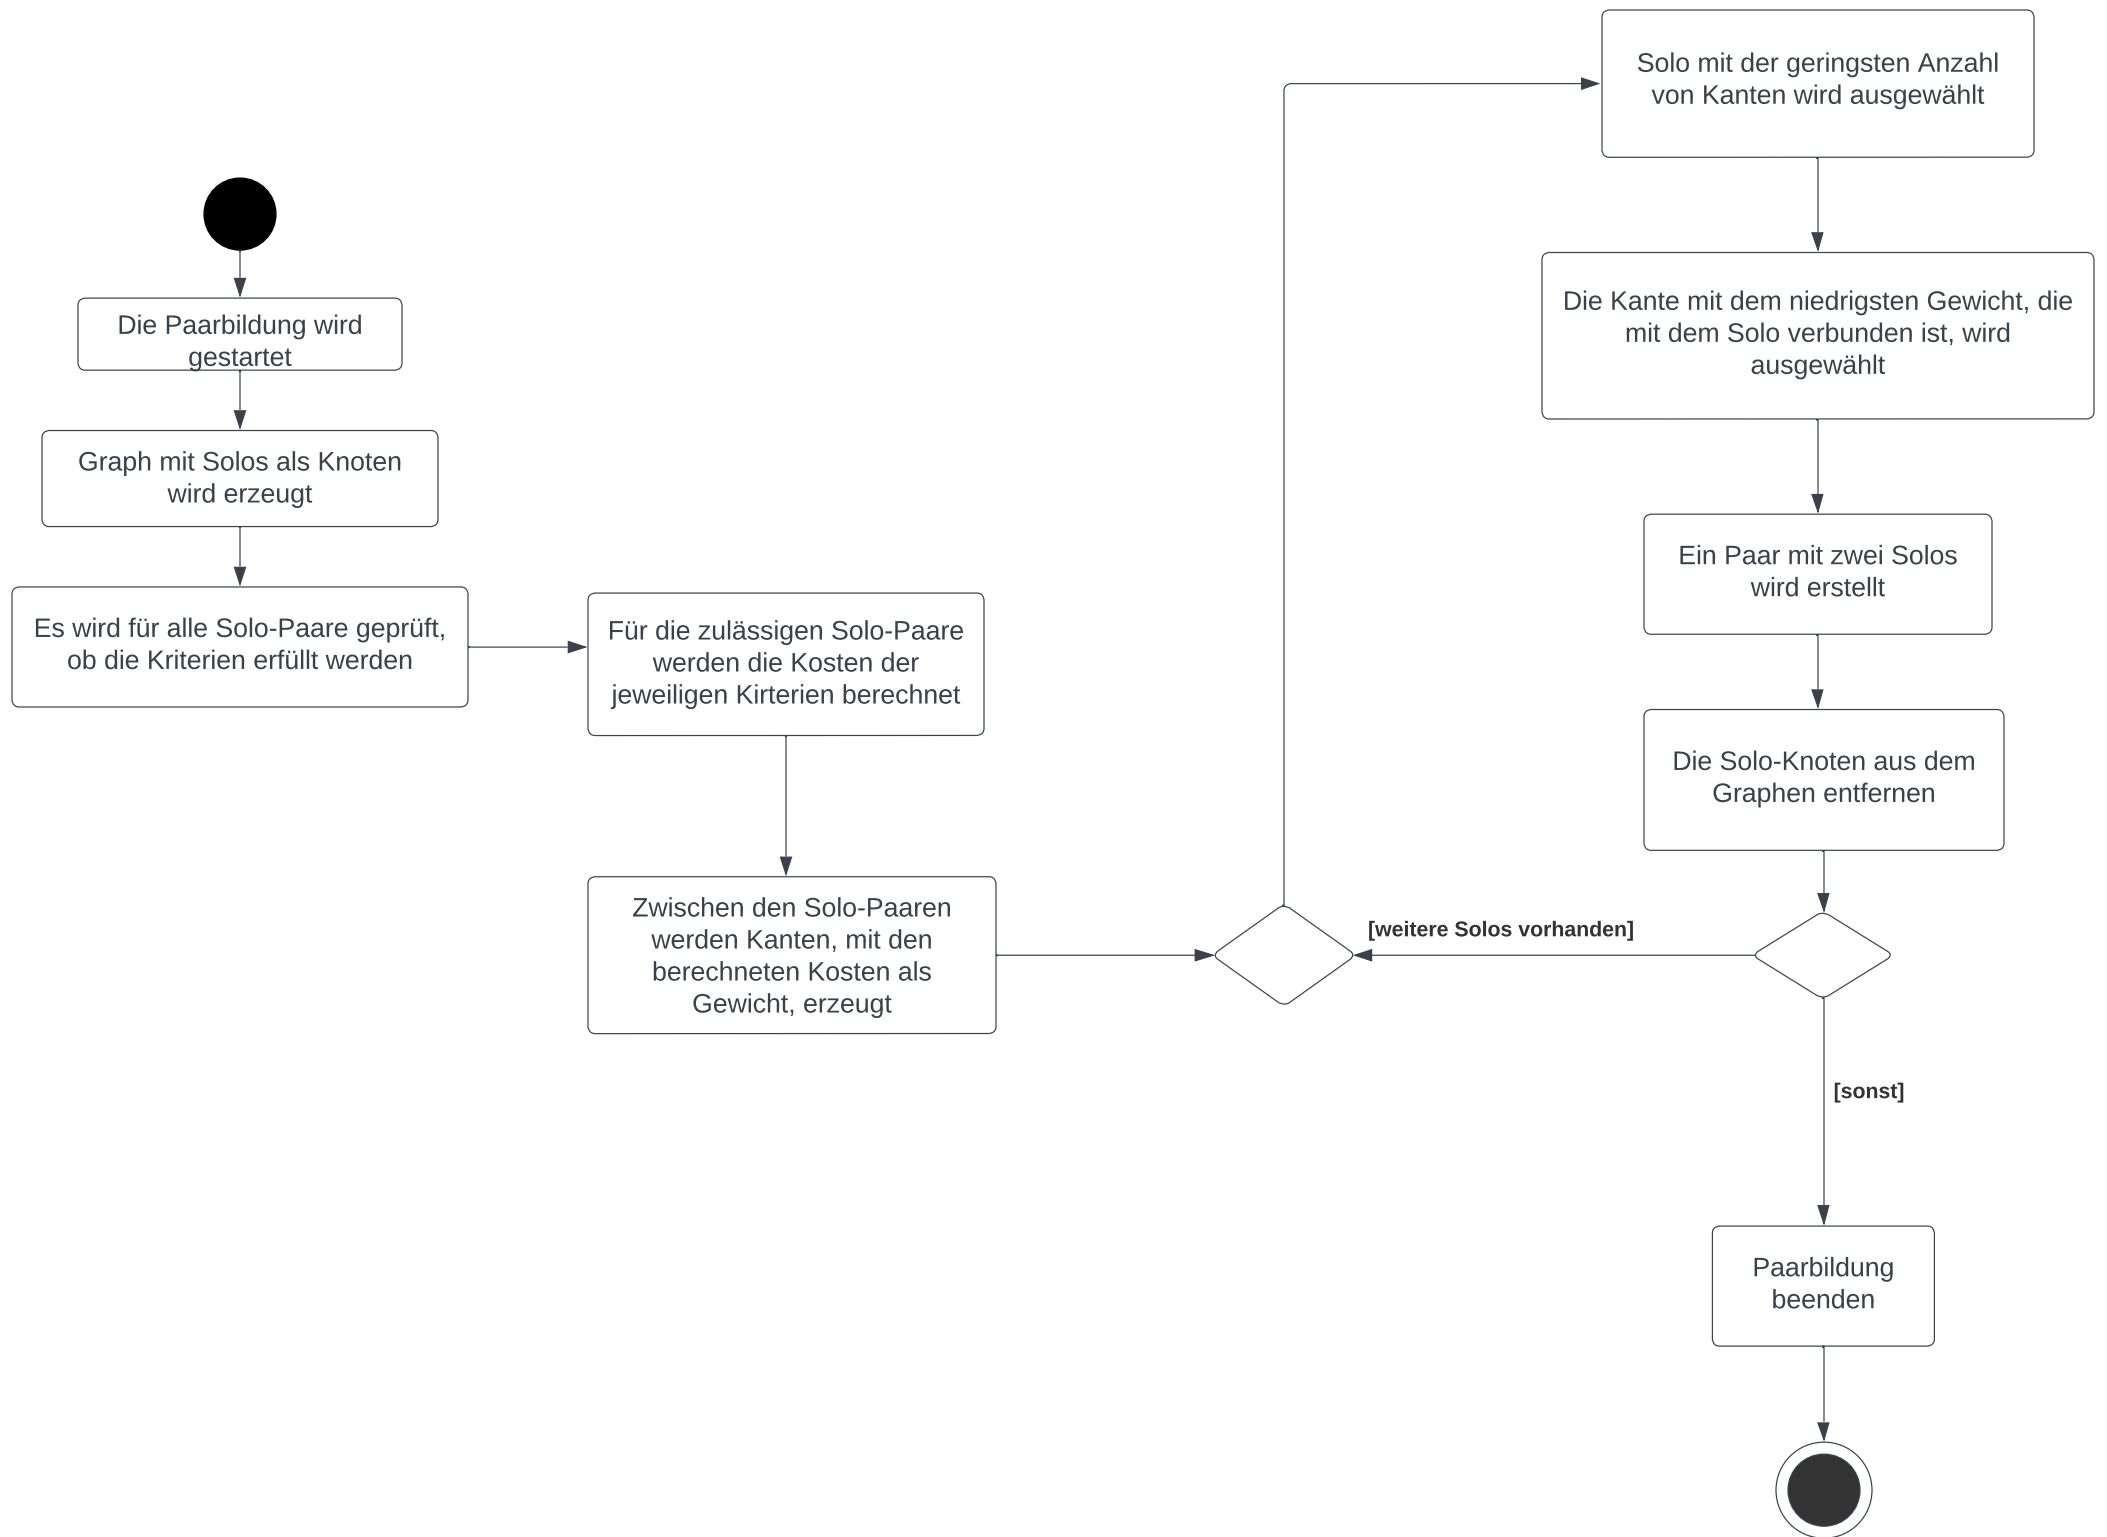 Die Paarbildung wird
gestartet
Graph mit Solos als Knoten
wird erzeugt
Es wird für alle Solo-Paare geprüft,
ob die Kriterien erfüllt werden
Für die zulässigen Solo-Paare
werden die Kosten der
jeweiligen Kirterien berechnet
Zwischen den Solo-Paaren
werden Kanten, mit den
berechneten Kosten als
Gewicht, erzeugt
Solo mit der geringsten Anzahl
von Kanten wird ausgewählt
Die Kante mit dem niedrigsten Gewicht, die
mit dem Solo verbunden ist, wird
ausgewählt
Ein Paar mit zwei Solos
wird erstellt
Die Solo-Knoten aus dem
Graphen entfernen
[weitere Solos vorhanden]
[sonst]
Paarbildung
beenden